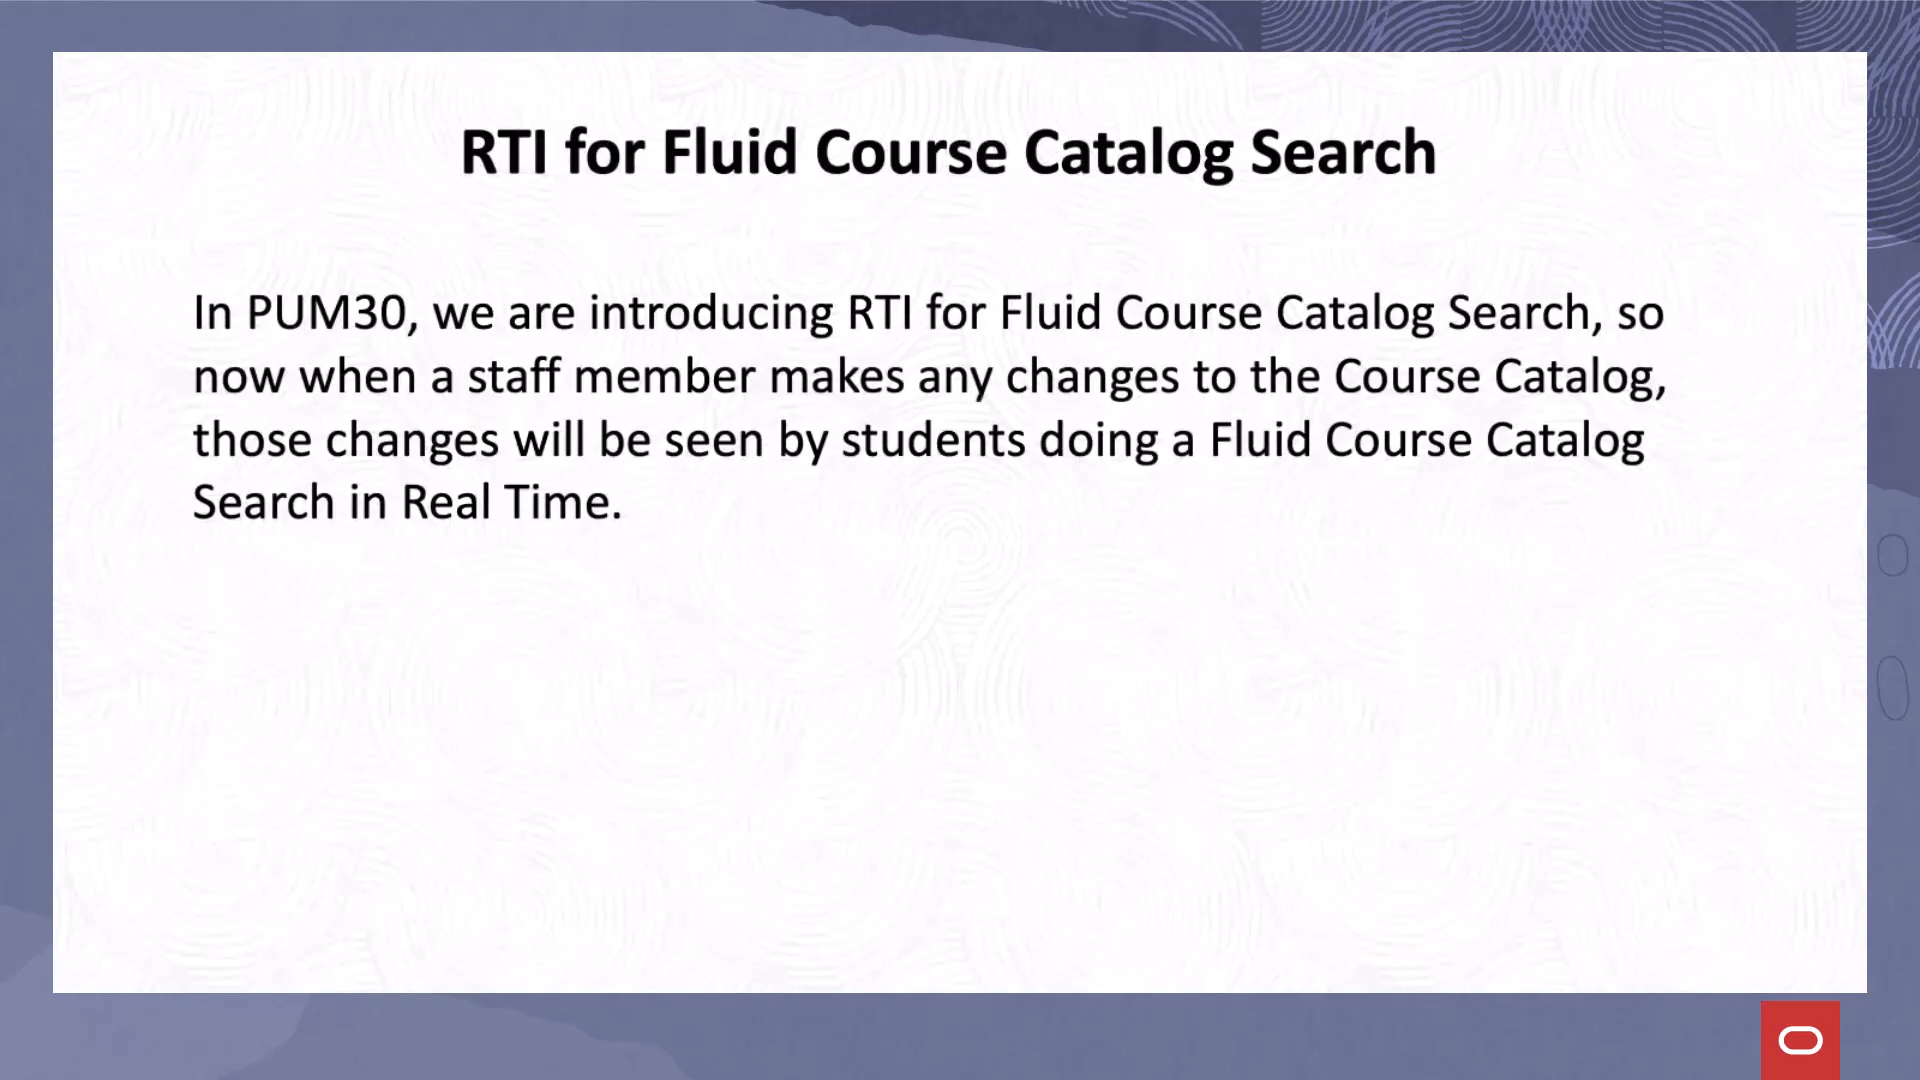 RTI for Fluid Course Catalog Search
In PUM30, we are introducing RTI for Fluid Course Catalog Search, so
now when a staff member makes any changes to the Course Catalog,
those changes will be seen by students doing a Fluid Course Catalog
Search in Real Time.